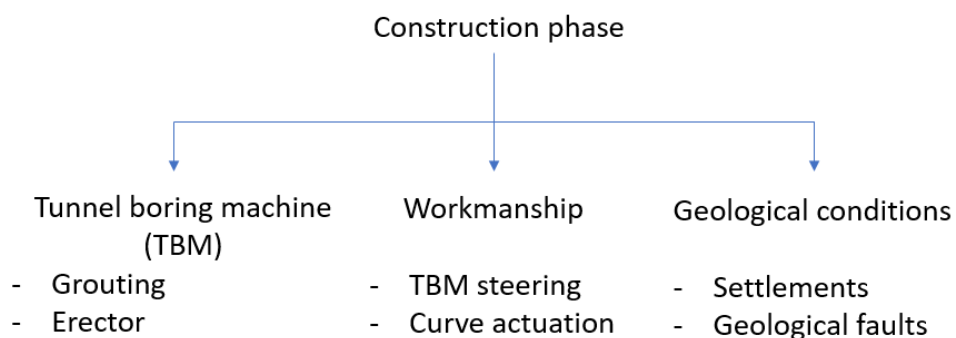 Construction phase
Tunnel boring machine
(TBM)
- Grouting
- Erector
Workmanship
- TBM steering
- Curve actuation
Geological conditions
- Settlements
- Geological faults